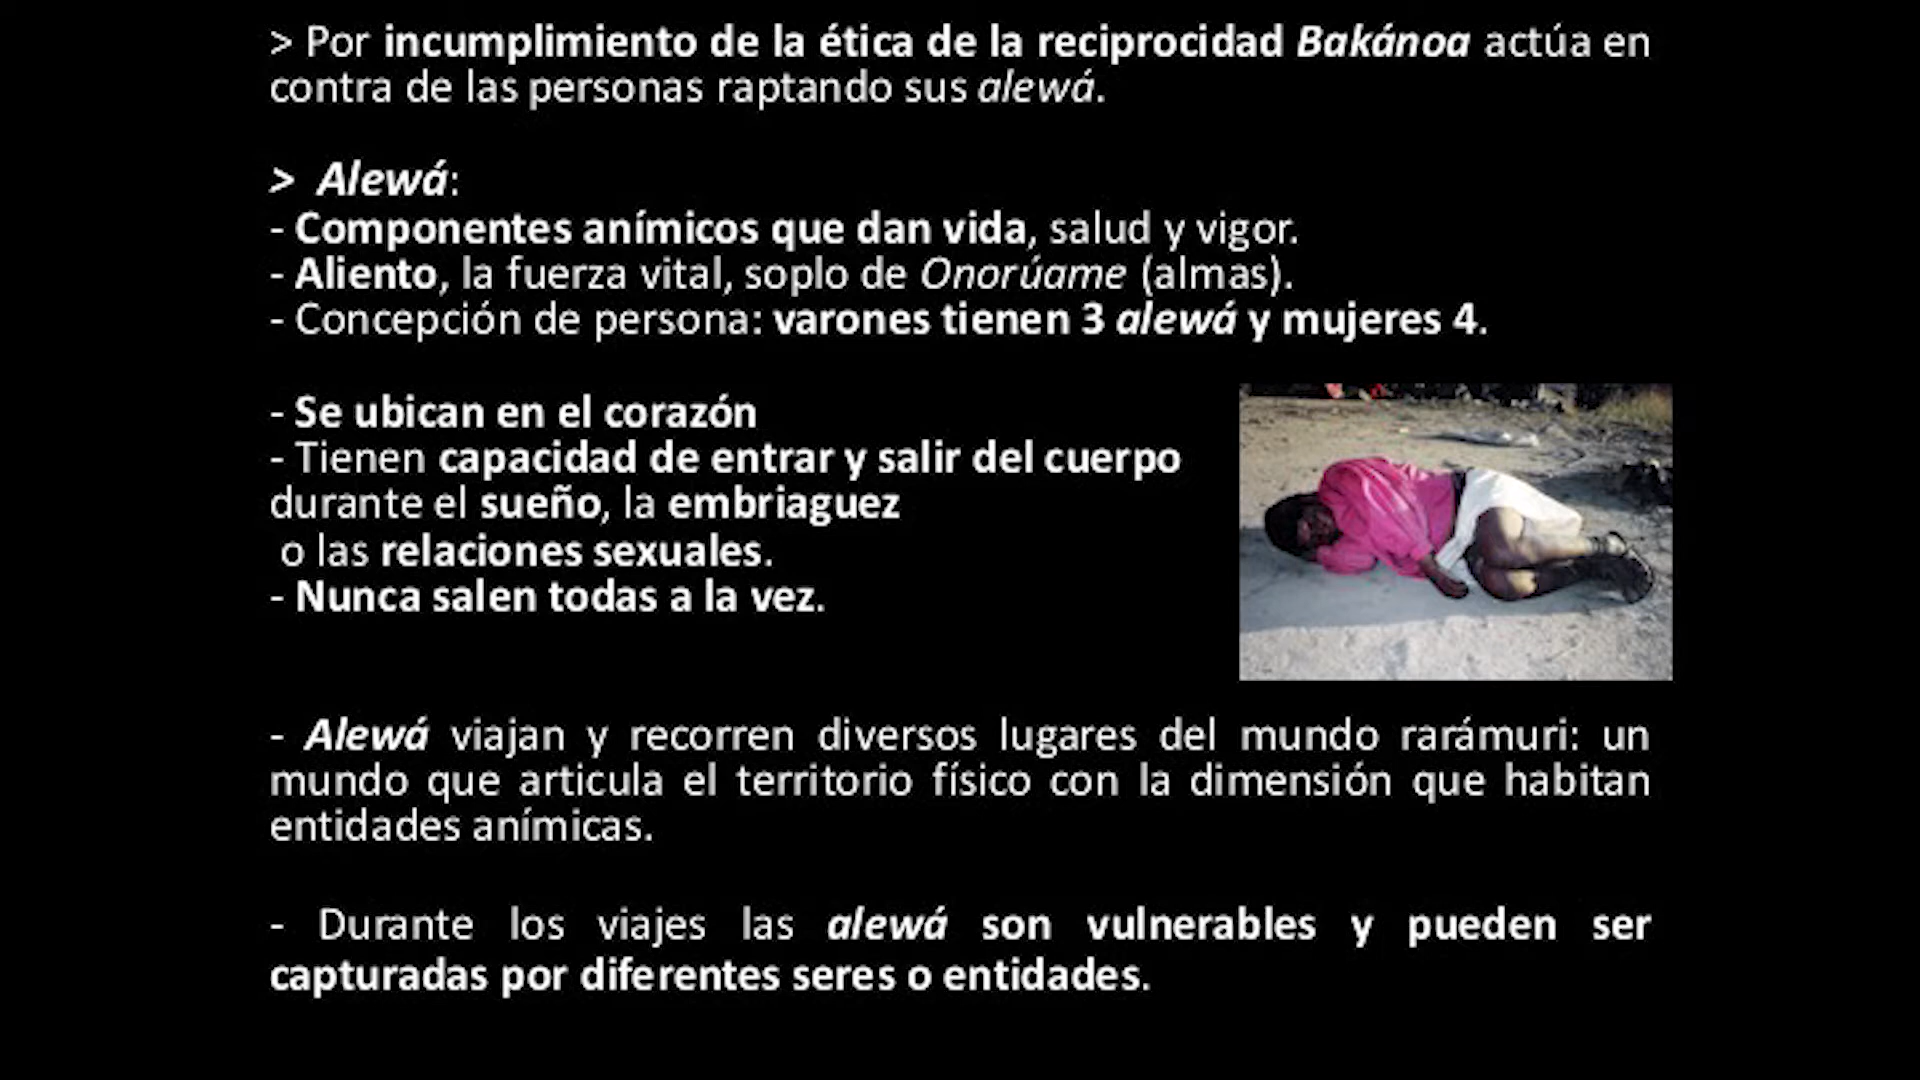 > Por incumplimiento de la ética de la reciprocidad Bakánoa actúa en
contra de las personas raptando sus alewá.
> Alewá:
- Componentes anímicos que dan vida, salud y vigor.
- Aliento, la fuerza vital, soplo de Onorúame (almas).
- Concepción de persona: varones tienen 3 alewá y mujeres 4.
- Se ubican en el corazón
- Tienen capacidad de entrar y salir del cuerpo
durante el sueño, la embriaguez
o las relaciones sexuales.
- Nunca salen todas a la vez.
- Alewá viajan y recorren diversos lugares del mundo rarámuri: un
mundo que articula el territorio físico con la dimensión que habitan
entidades anímicas.
- Durante los viajes las alewá son vulnerables y pueden ser
capturadas por diferentes seres o entidades.